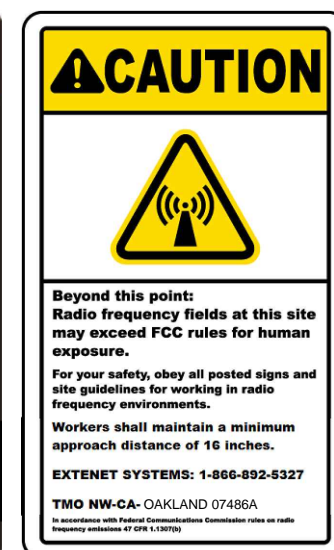 CAUTION
Beyond this point:
Radio frequency fields at this site
may exceed FCC rules for human
exposure.
For your safety, obey all posted signs and
site guidelines for working in radio
frequency environments.
Workers shall maintain a minimum
approach distance of 16 inches.
EXTENET SYSTEMS: 1-866-892-5327
TMO NW-CA- OAKLAND 07486A
In accordance with Federal Communications Commission rules on radio
frequency emissions 47 CFR 1.1307(b)